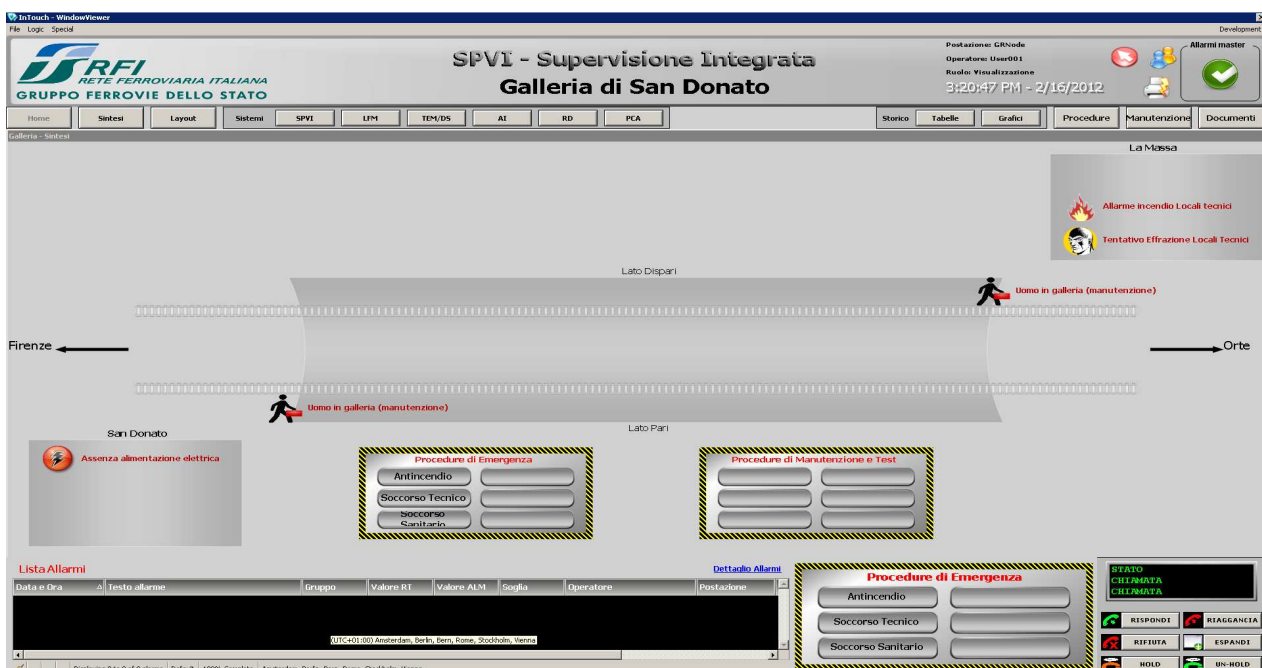 InTouch - WindowViewer
File Logic Special
Development
RFI
RETE FERROVIARIA ITALIANA
GRUPPO FERROVIE DELLO STATO
SPVI - Supervisione Integrata
Galleria di San Donato
Postazione: GRNode
Operatore: User001
Ruolo: Visualizzazione
3:20:47 PM - 2/16/2012
Allarmi master
Home Sintesi Layout Sistemi SPVI LFM TEM/DS AI RD PCA Storico Tabelle Grafici Procedure Manutenzione Documenti
Galleria - Sintesi
La Massa
Allarme incendio Locali tecnici
Tentativo Effrazione Locali Tecnici
Lato Dispari
Uomo in galleria (manutenzione)
Firenze
Orte
Uomo in galleria (manutenzione)
Lato Pari
San Donato
Assenza alimentazione elettrica
Procedure di Emergenza
Antincendio
Soccorso Tecnico
Soccorso
Sanitario
Procedure di Manutenzione e Test
Lista Allarmi
Dettaglio Allarmi
Data e Ora Testo allarme Gruppo Valore RT Valore ALM Soglia Operatore Postazione
(UTC+01:00) Amsterdam, Berlin, Bern, Rome, Stockholm, Vienna
Procedure di Emergenza
Antincendio
Soccorso Tecnico
Soccorso Sanitario
STATO
CHIAMATA
CHIAMATA
RISPONDI RIAGGANCIA
RIFIUTA ESPANDI
HOLD UN-HOLD